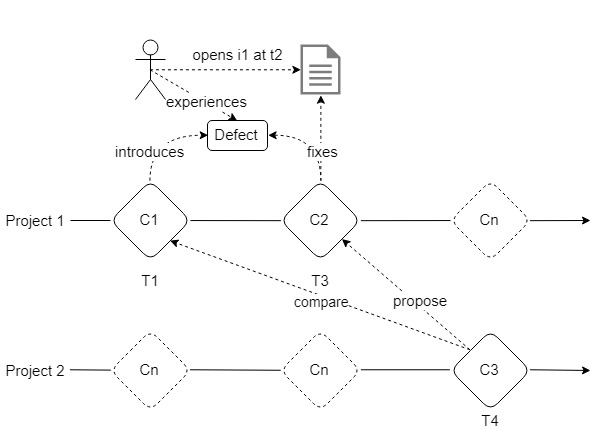 opens i1 at t2
experiences
Defect
introduces
fixes
Project 1
C1
C2
Cn
T1
T3
compare
propose
Project 2
Cn
Cn
C3
T4